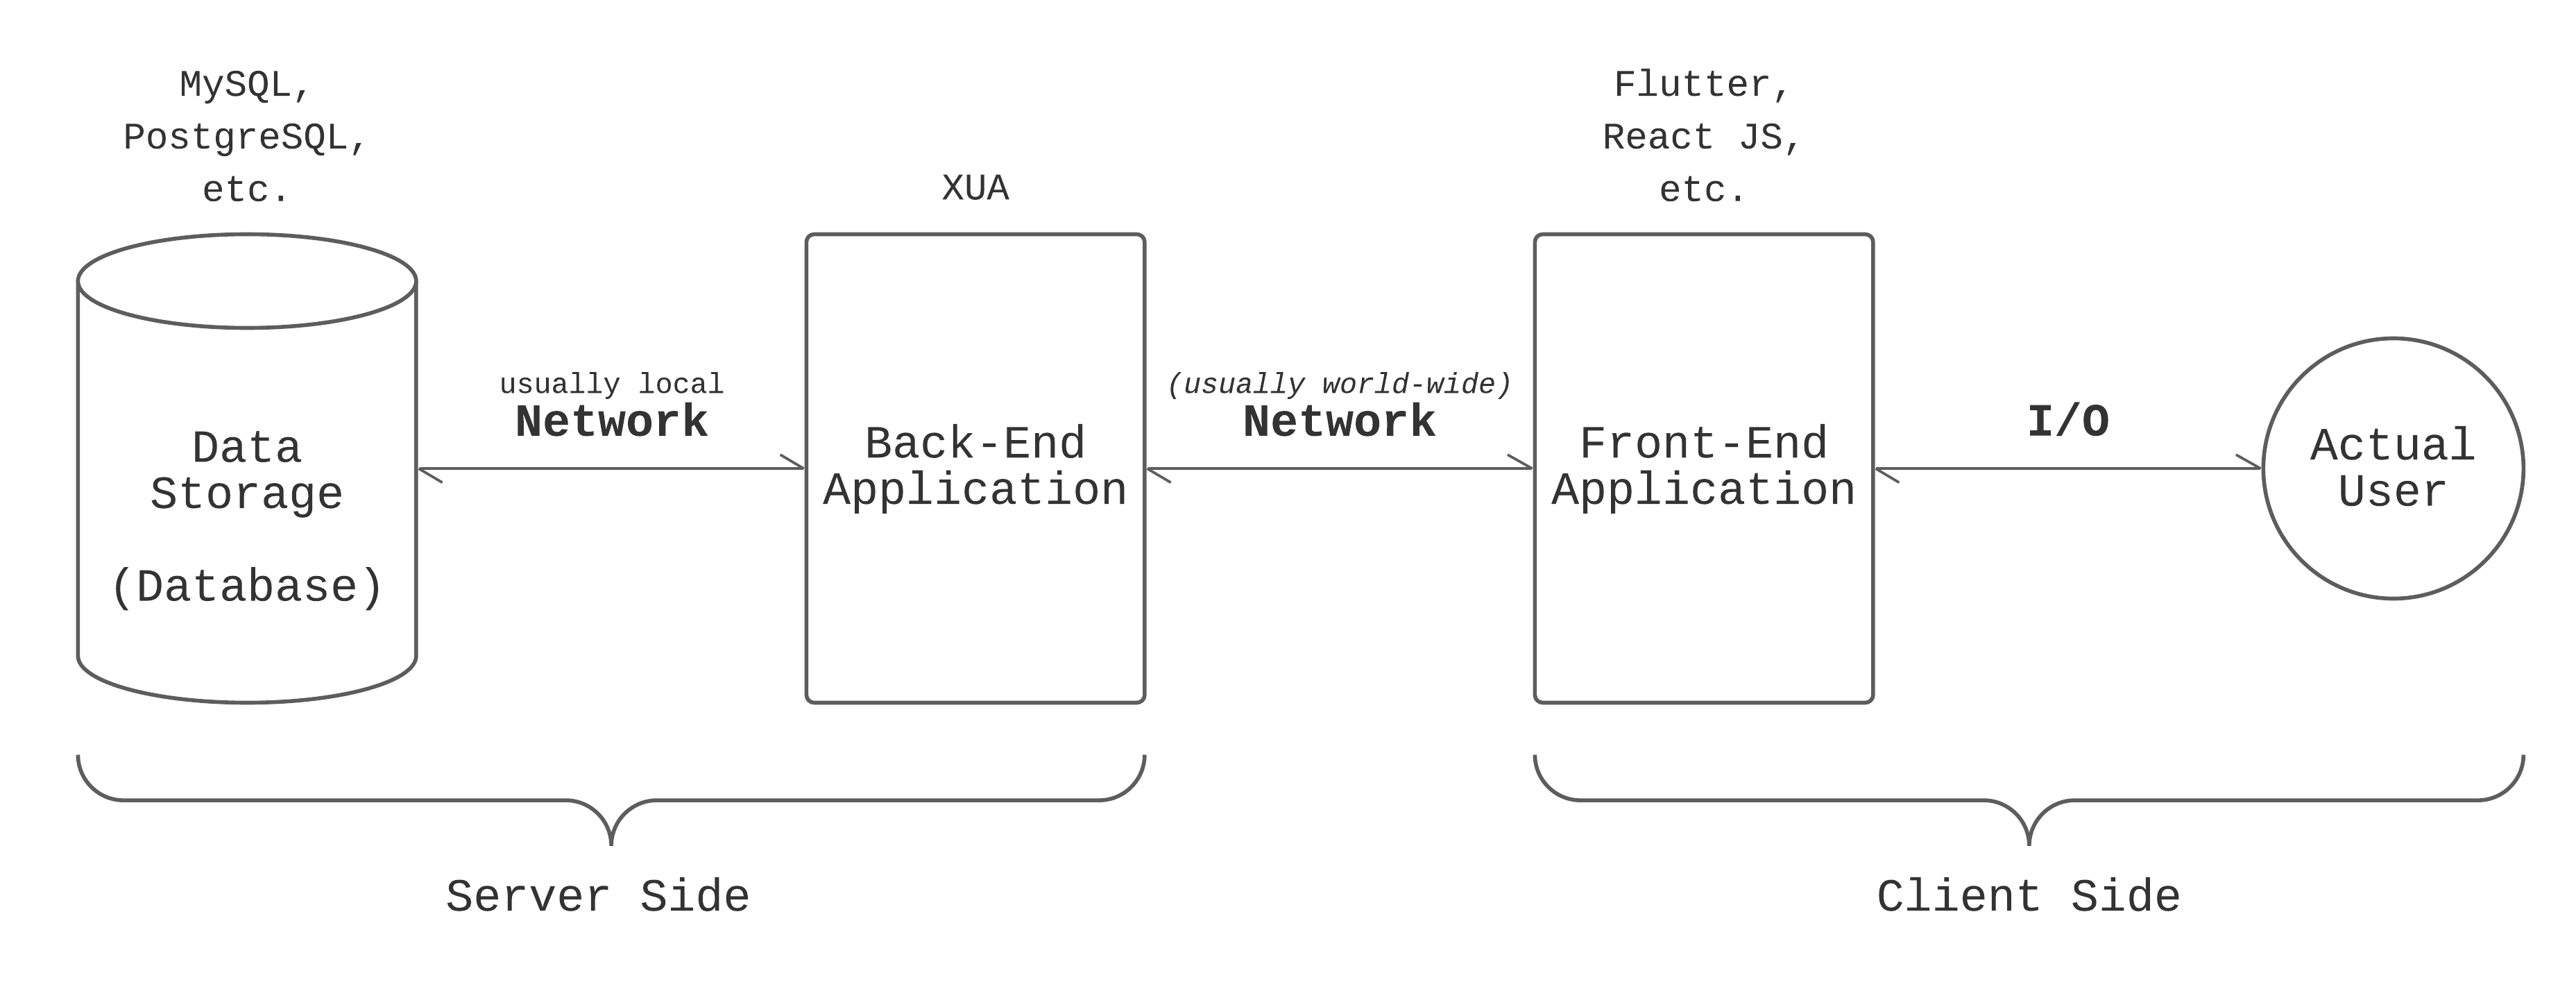 MySQL,
PostgreSQL,
etc.
XUA
Flutter,
React JS,
etc.
Data
Storage
(Database)
usually local
Network
Back-End
Application
(usually world-wide)
Network
Front-End
Application
I/O
Actual
User
Server Side
Client Side